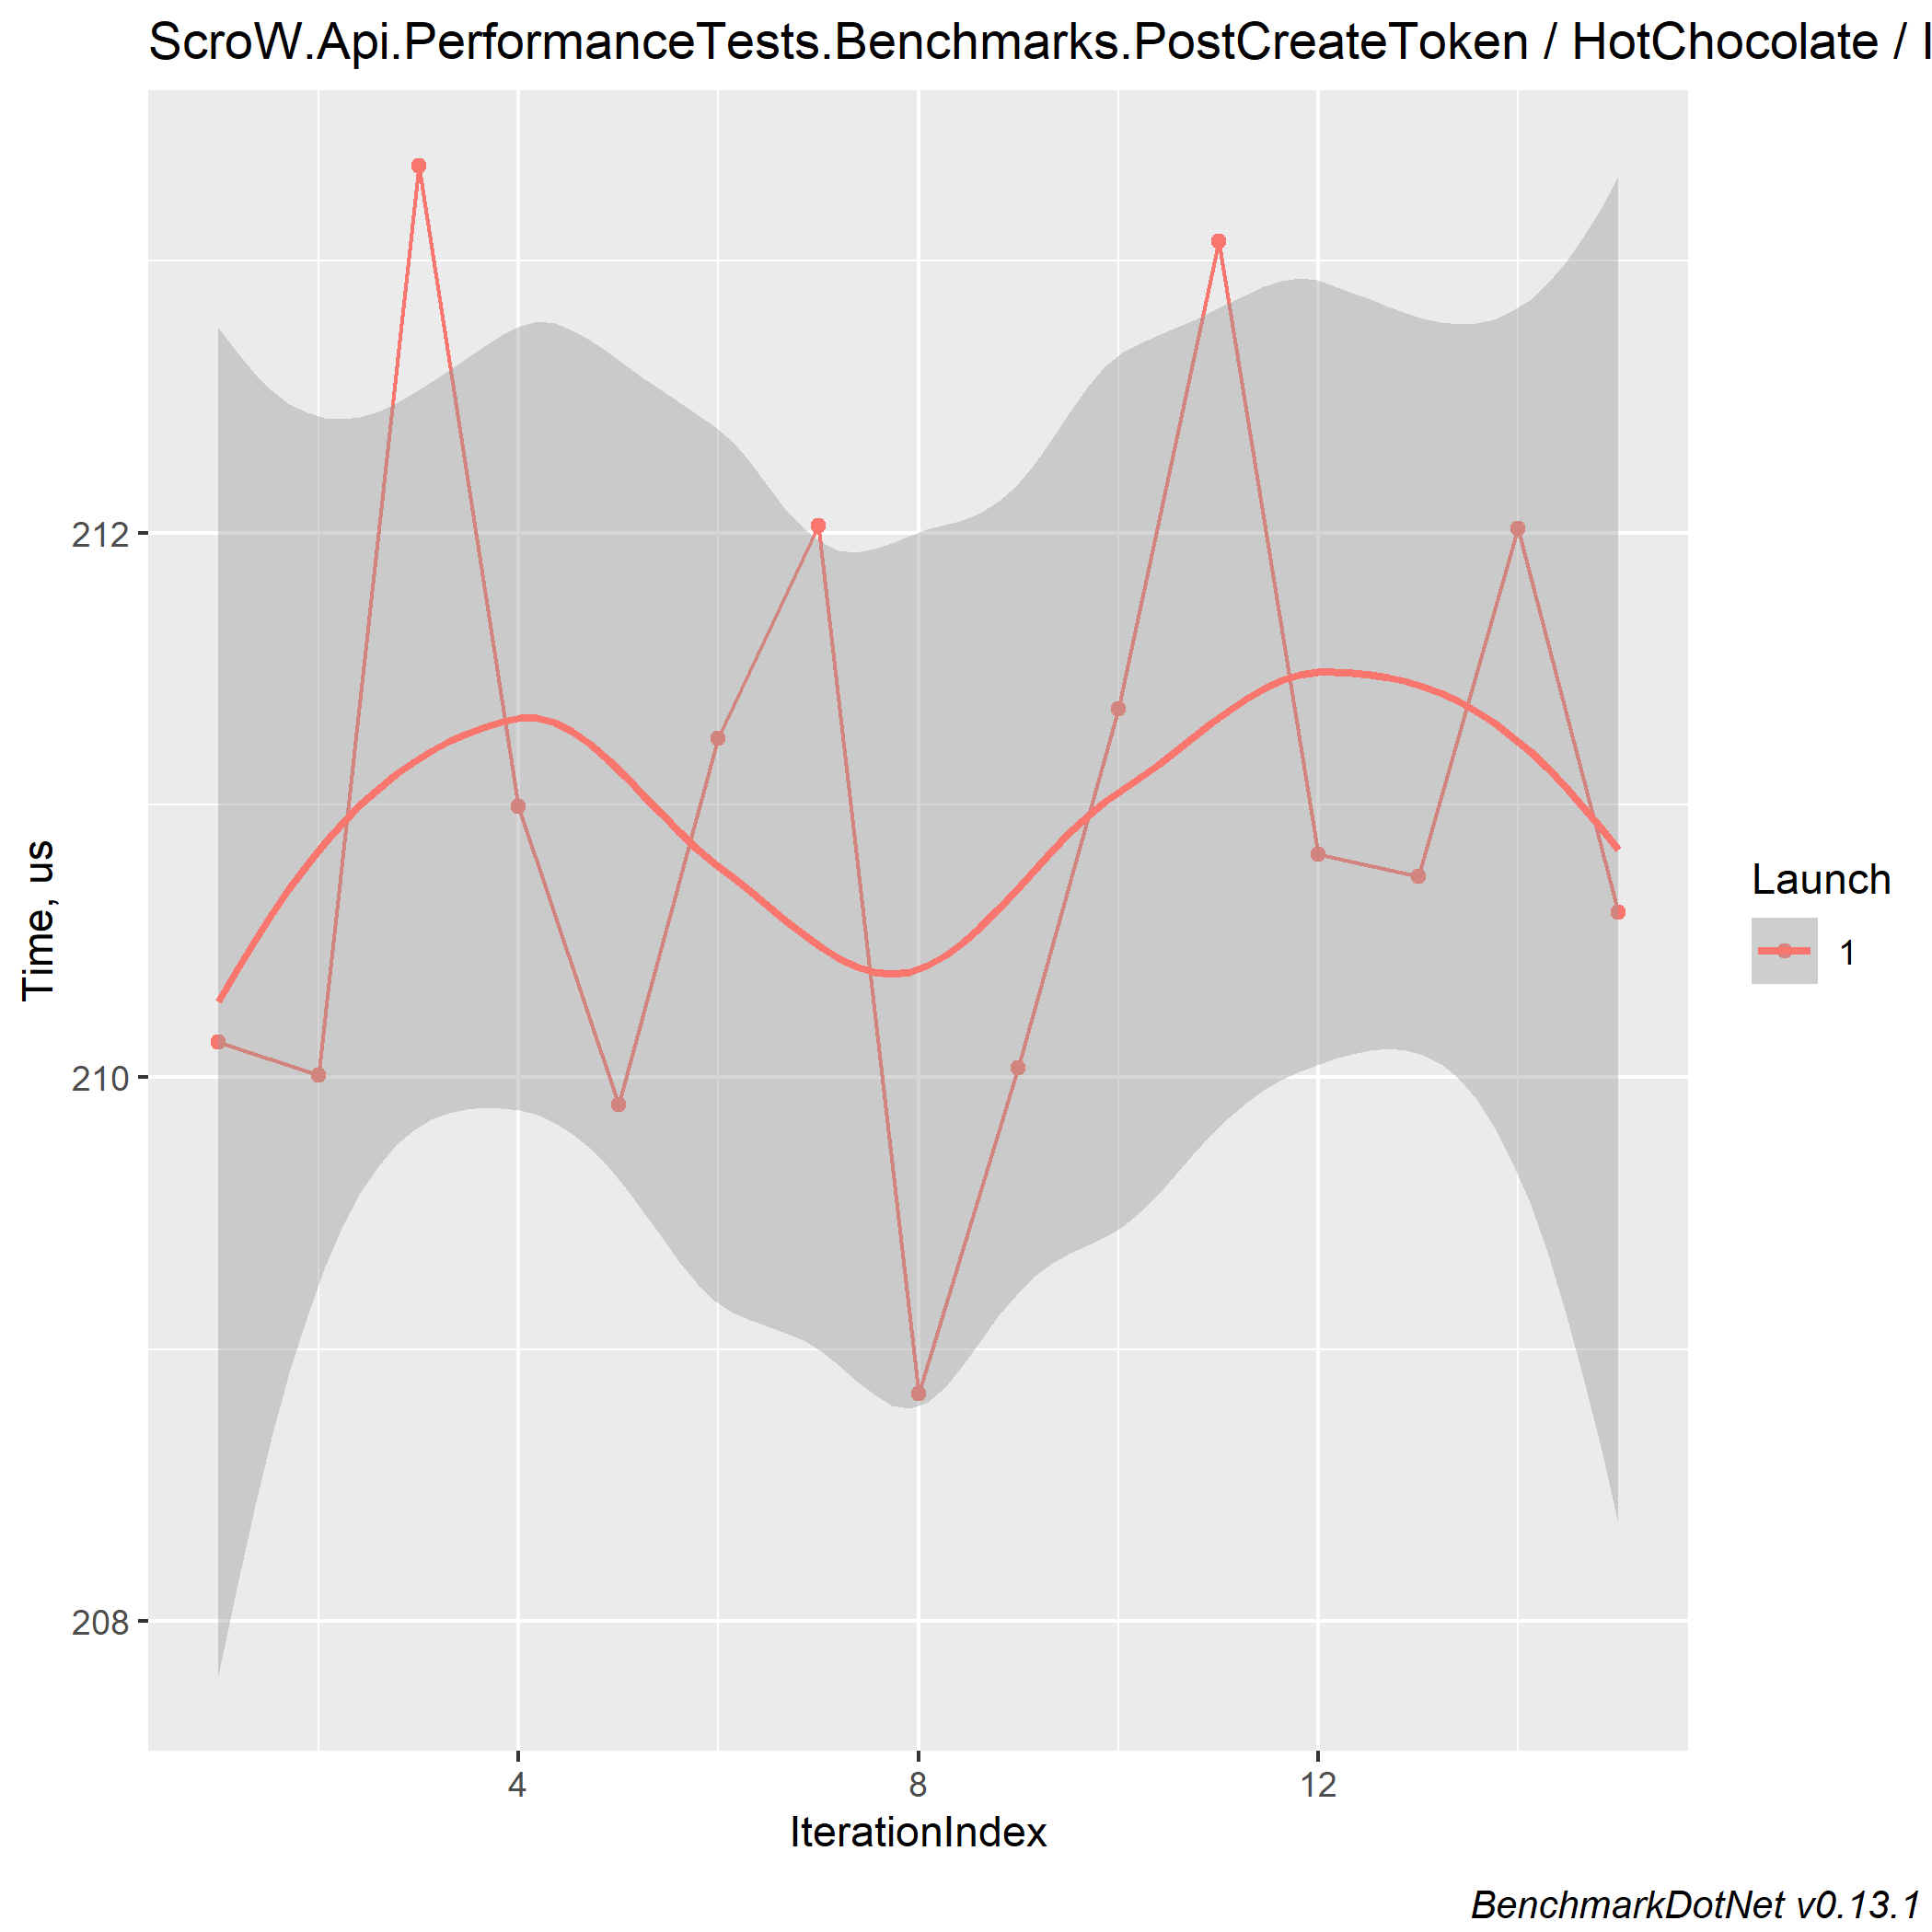 ScroW.Api.PerformanceTests.Benchmarks.PostCreateToken / HotChocolate /
Time, us
212
210
208
4 8 12
IterationIndex
Launch
1
BenchmarkDotNet v0.13.1